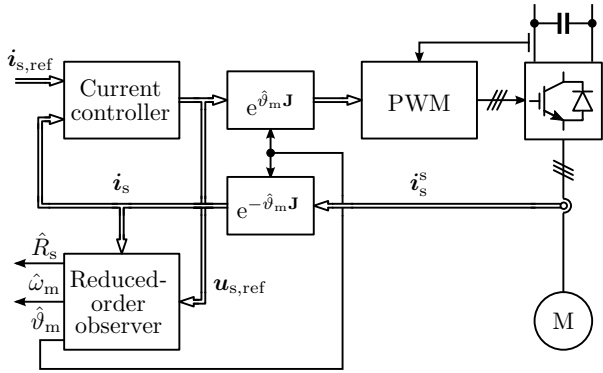 i_s,ref
Current
controller
e^ϑ̂_m J
PWM
i_s
e^−ϑ̂_m J
i_s^s
R̂_s
ω̂_m
ϑ̂_m
Reduced-
order
observer
u_s,ref
M